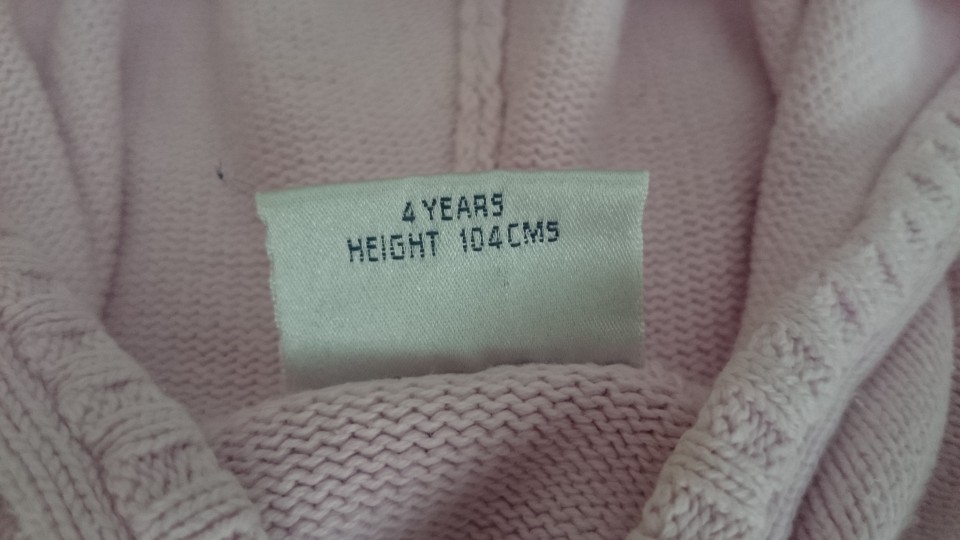 4 YEARS
HEIGHT 104CMS